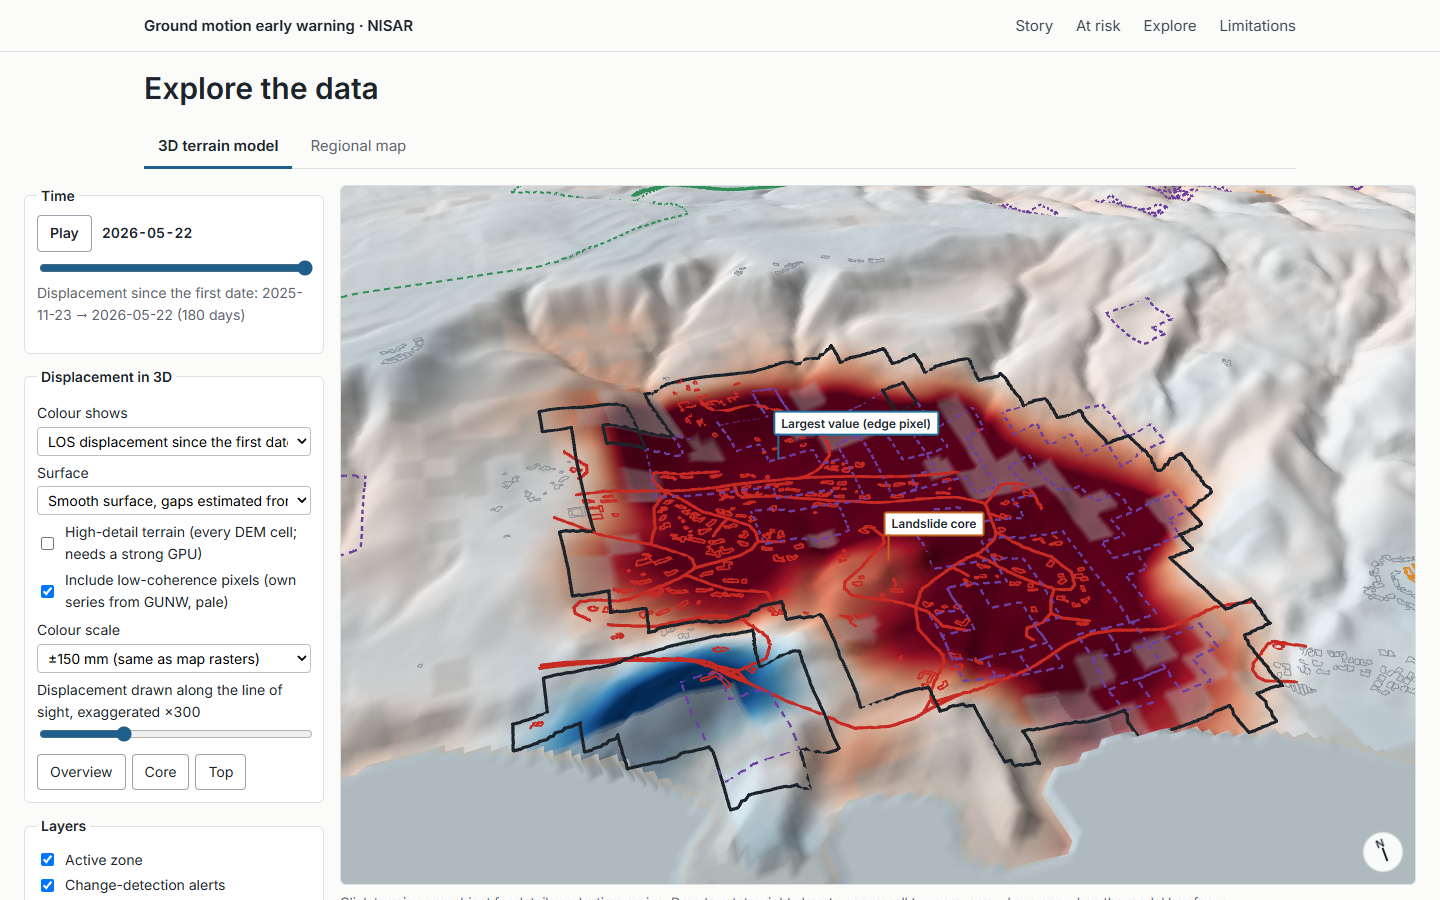 Ground motion early warning · NISAR
Story
At risk
Explore
Limitations
Explore the data
3D terrain model
Regional map
Time
Play
2026-05-22
Displacement since the first date: 2025-
11-23 → 2026-05-22 (180 days)
Displacement in 3D
Colour shows
LOS displacement since the first date
Surface
Smooth surface, gaps estimated from
High-detail terrain (every DEM cell;
needs a strong GPU)
Include low-coherence pixels (own
series from GUNW, pale)
Colour scale
±150 mm (same as map rasters)
Displacement drawn along the line of
sight, exaggerated ×300
Overview
Core
Top
Layers
Active zone
Change-detection alerts
Largest value (edge pixel)
Landslide core
N